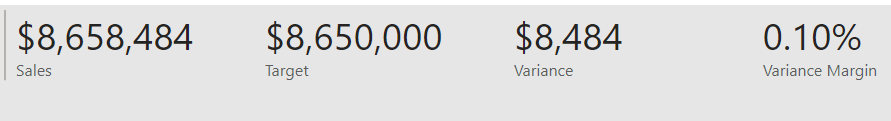 $8,658,484 $8,650,000 $8,484 0.10%
Sales Target Variance Variance Margin